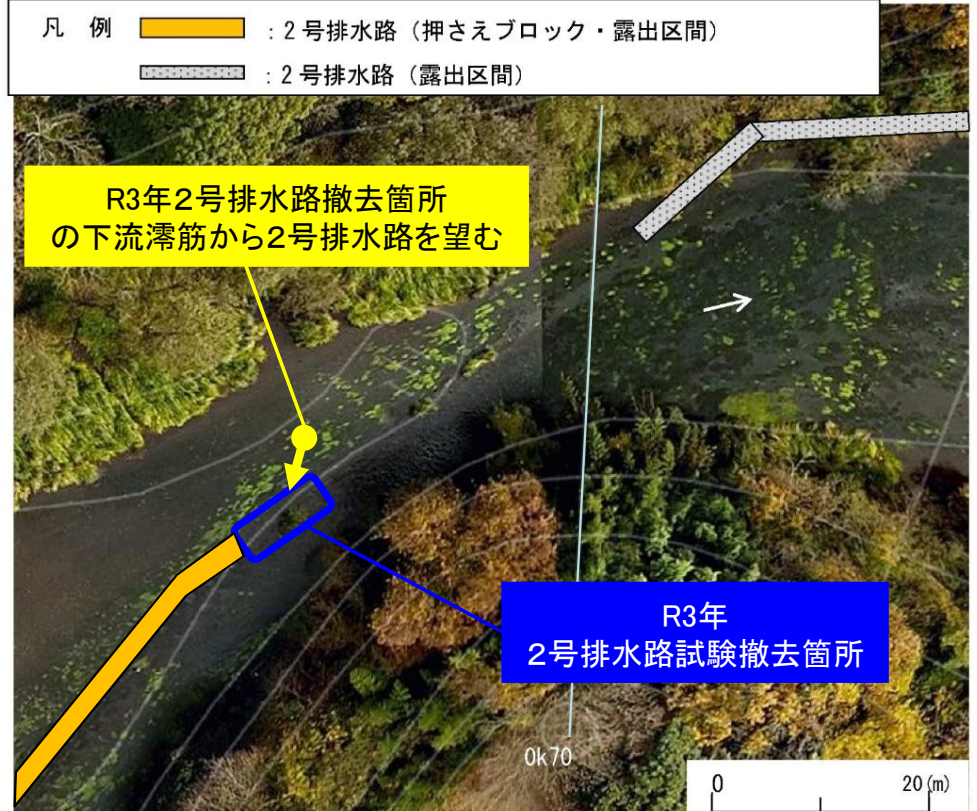 凡 例 :2号排水路(押さえブロック・露出区間)
:2号排水路(露出区間)
R3年2号排水路撤去箇所
の下流澪筋から2号排水路を望む
R3年
2号排水路試験撤去箇所
0k70
0 20(m)